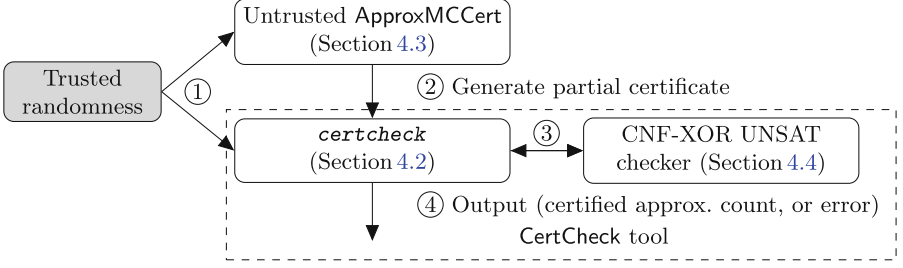 Untrusted ApproxMCCert
(Section 4.3)
Trusted
randomness
①
② Generate partial certificate
certcheck
(Section 4.2)
③
CNF-XOR UNSAT
checker (Section 4.4)
④ Output (certified approx. count, or error)
CertCheck tool